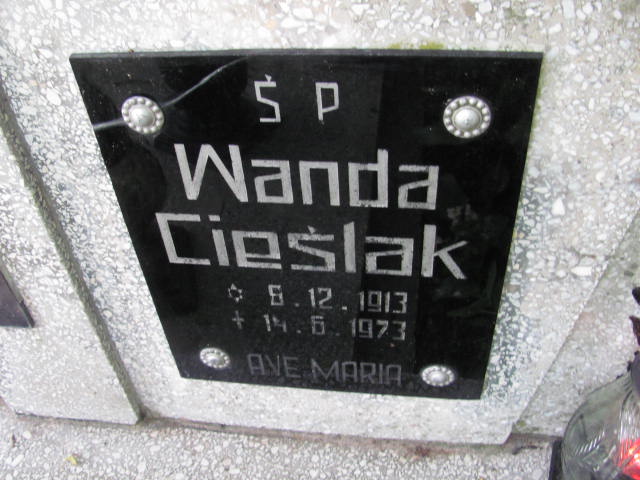 Ś P
Wanda
Cieślak
✡ 8.12.1913
+ 14.6.1973
AVE MARIA